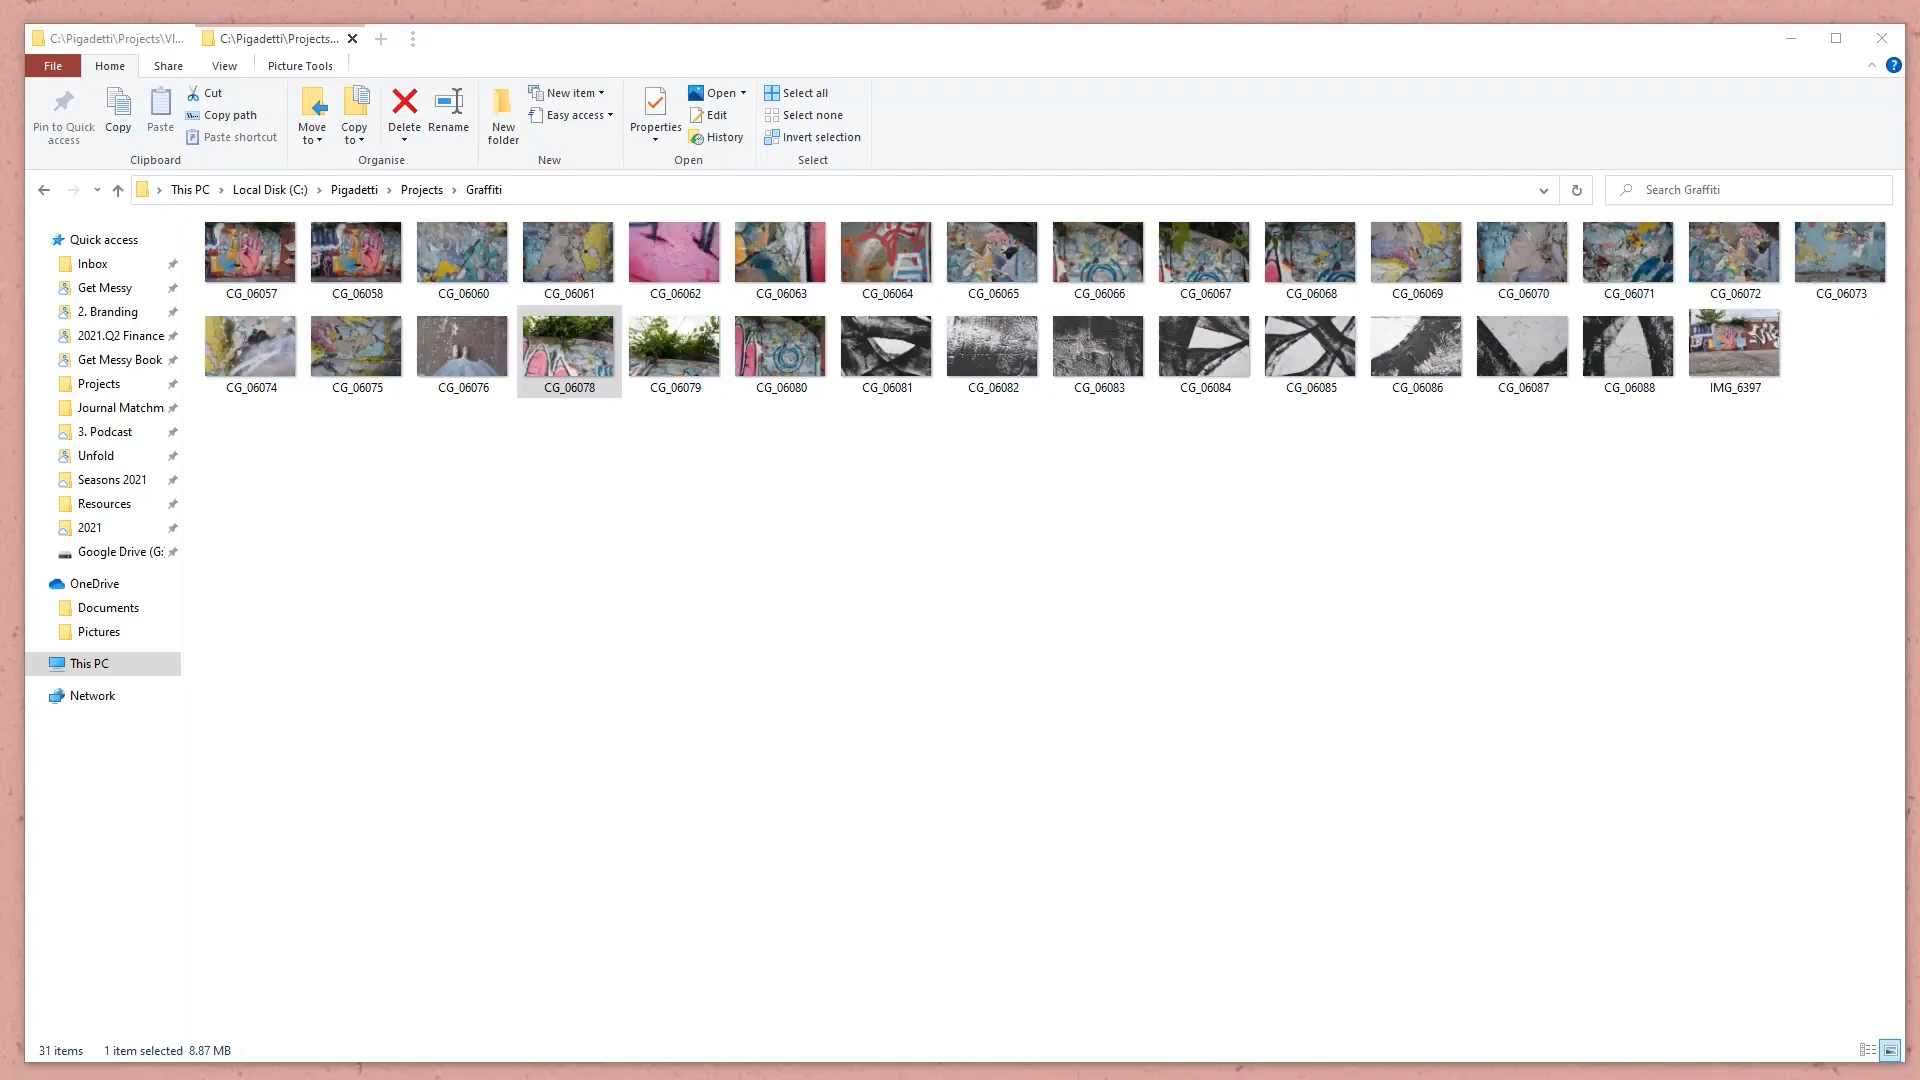 C:\Pigadetti\Projects\VI...
C:\Pigadetti\Projects...
File
Home
Share
View
Picture Tools
Pin to Quick access
Copy
Paste
Cut
Copy path
Paste shortcut
Clipboard
Move to
Copy to
Delete
Rename
Organise
New folder
New item
Easy access
New
Properties
Open
Edit
History
Open
Select all
Select none
Invert selection
Select
This PC > Local Disk (C:) > Pigadetti > Projects > Graffiti
Search Graffiti
Quick access
Inbox
Get Messy
2. Branding
2021.Q2 Finance
Get Messy Book
Projects
Journal Matchm
3. Podcast
Unfold
Seasons 2021
Resources
2021
Google Drive (G:
OneDrive
Documents
Pictures
This PC
Network
CG_06057 CG_06058 CG_06060 CG_06061 CG_06062 CG_06063 CG_06064 CG_06065 CG_06066 CG_06067 CG_06068 CG_06069 CG_06070 CG_06071 CG_06072 CG_06073
CG_06074 CG_06075 CG_06076 CG_06078 CG_06079 CG_06080 CG_06081 CG_06082 CG_06083 CG_06084 CG_06085 CG_06086 CG_06087 CG_06088 IMG_6397
31 items 1 item selected 8.87 MB